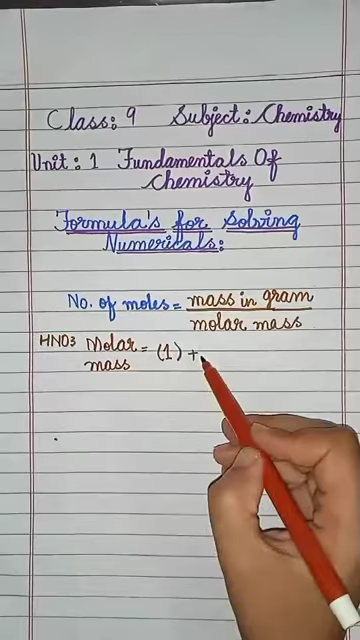 Class: 9 Subject: Chemistry
Unit: 1 Fundamentals Of
Chemistry
Formula's for Solving
Numericals:
No. of moles = mass in gram
molar mass
HNO3 Molar = (1) +
mass